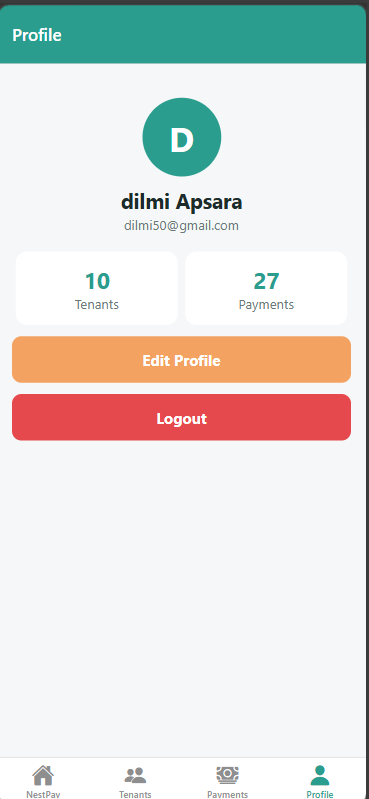 Profile
D
dilmi Apsara
dilmi50@gmail.com
10 27
Tenants Payments
Edit Profile
Logout
NestPay Tenants Payments Profile